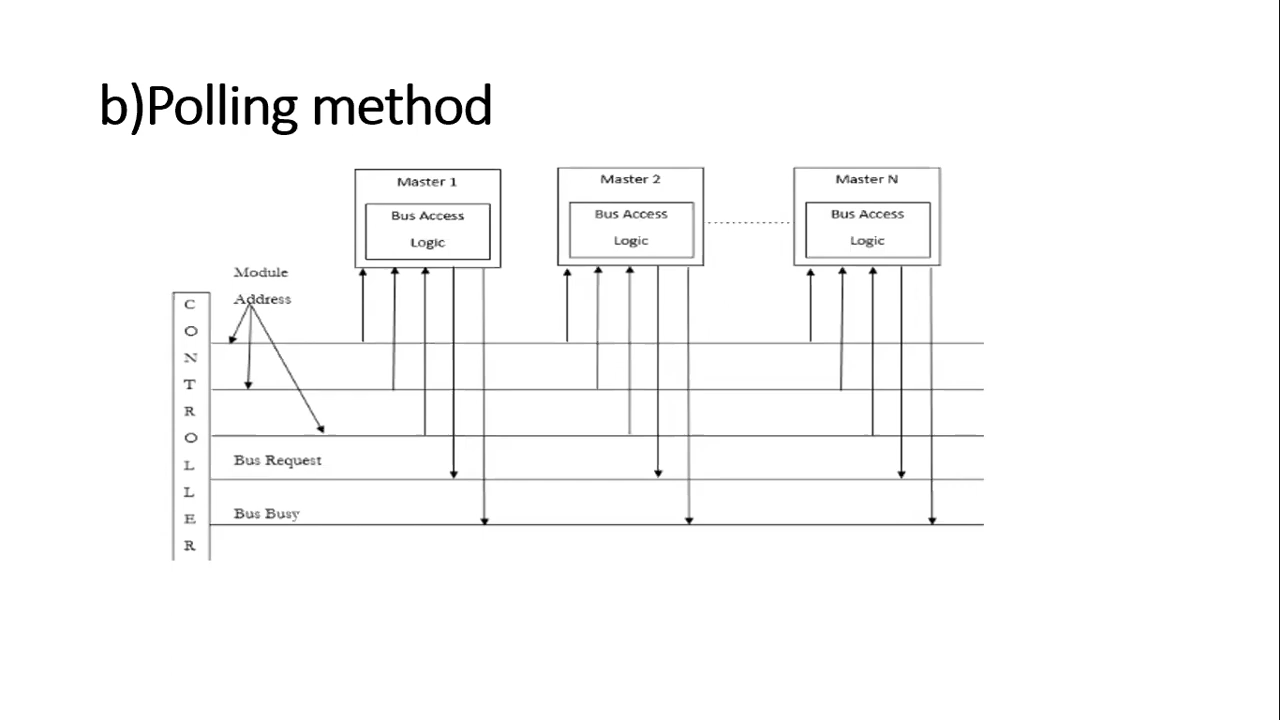 b)Polling method
Master 1
Bus Access
Logic
Master 2
Bus Access
Logic
Master N
Bus Access
Logic
Module
Address
C
O
N
T
R
O
L
L
E
R
Bus Request
Bus Busy